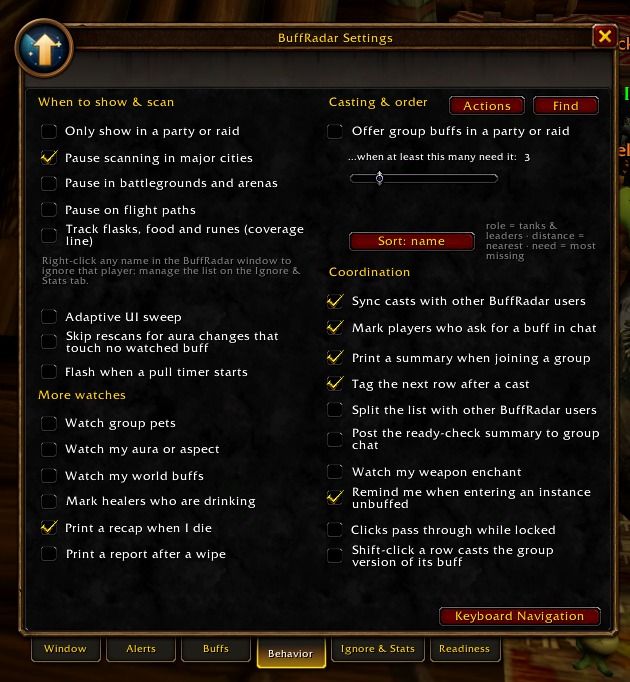 BuffRadar Settings
When to show & scan
Only show in a party or raid
Pause scanning in major cities
Pause in battlegrounds and arenas
Pause on flight paths
Track flasks, food and runes (coverage
line)
Right-click any name in the BuffRadar window to
ignore that player; manage the list on the Ignore &
Stats tab.
Adaptive UI sweep
Skip rescans for aura changes that
touch no watched buff
Flash when a pull timer starts
More watches
Watch group pets
Watch my aura or aspect
Watch my world buffs
Mark healers who are drinking
Print a recap when I die
Print a report after a wipe
Casting & order
Actions
Find
Offer group buffs in a party or raid
...when at least this many need it: 3
Sort: name
role = tanks &
leaders · distance =
nearest · need = most
missing
Coordination
Sync casts with other BuffRadar users
Mark players who ask for a buff in chat
Print a summary when joining a group
Tag the next row after a cast
Split the list with other BuffRadar users
Post the ready-check summary to group
chat
Watch my weapon enchant
Remind me when entering an instance
unbuffed
Clicks pass through while locked
Shift-click a row casts the group
version of its buff
Keyboard Navigation
Window
Alerts
Buffs
Behavior
Ignore & Stats
Readiness